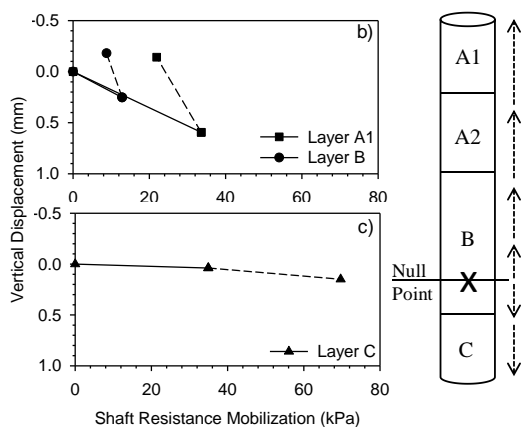 b)
-0.5
0.0
0.5
1.0
Layer A1
Layer B
0 20 40 60 80
c)
-0.5
0.0
0.5
1.0
Layer C
0 20 40 60 80
Vertical Displacement (mm)
Shaft Resistance Mobilization (kPa)
A1
A2
B
Null
Point
X
C